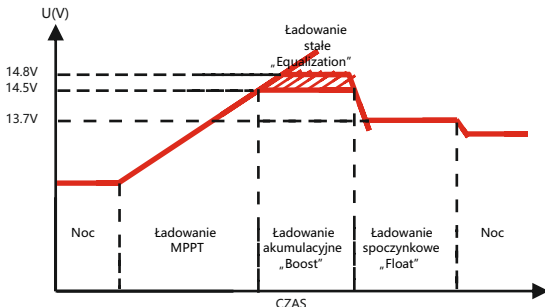 U(V)
Ładowanie
stałe
„Equalization”
14.8V
14.5V
13.7V
Noc
Ładowanie
MPPT
Ładowanie
akumulacyjne
„Boost”
Ładowanie
spoczynkowe
„Float”
Noc
CZAS